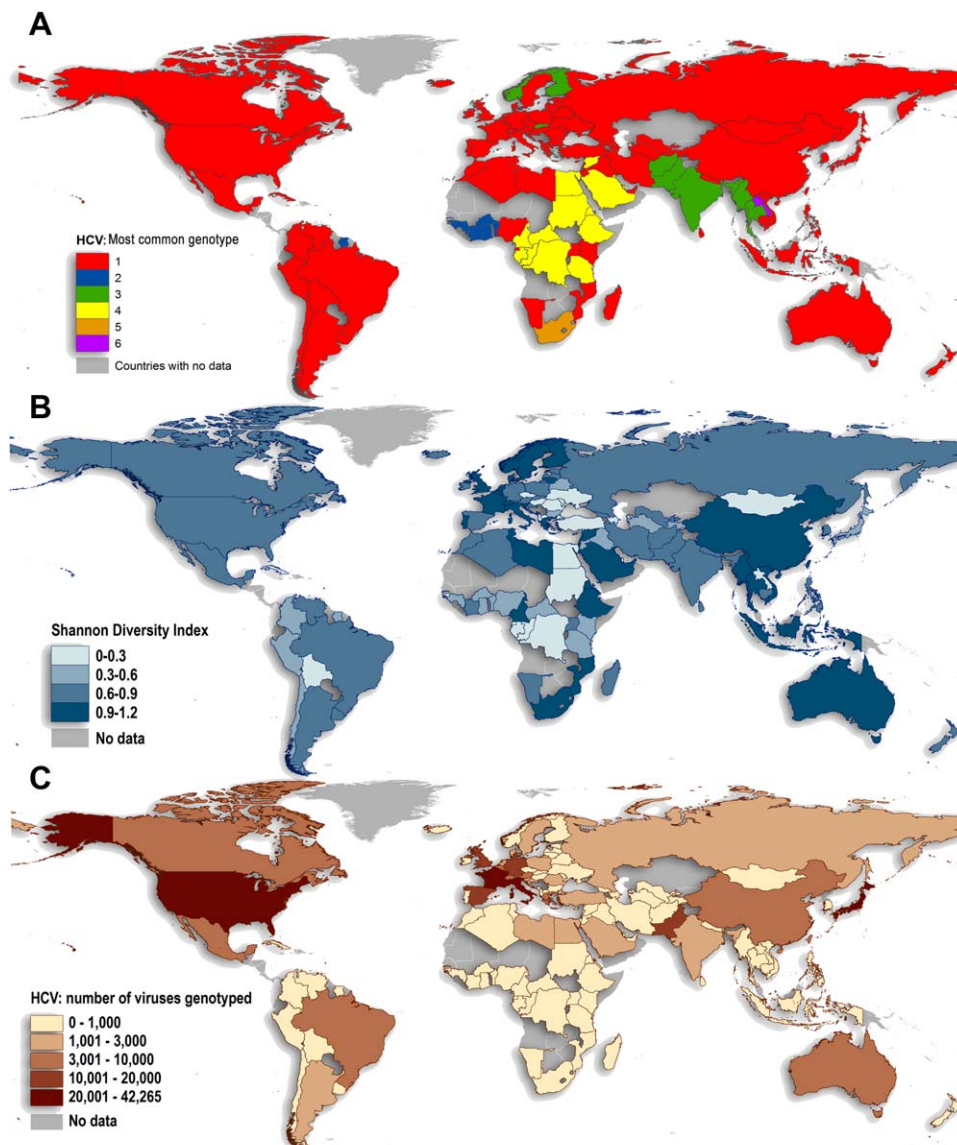 A
HCV: Most common genotype
1
2
3
4
5
6
Countries with no data
B
Shannon Diversity Index
0-0.3
0.3-0.6
0.6-0.9
0.9-1.2
No data
C
HCV: number of viruses genotyped
0 - 1,000
1,001 - 3,000
3,001 - 10,000
10,001 - 20,000
20,001 - 42,265
No data